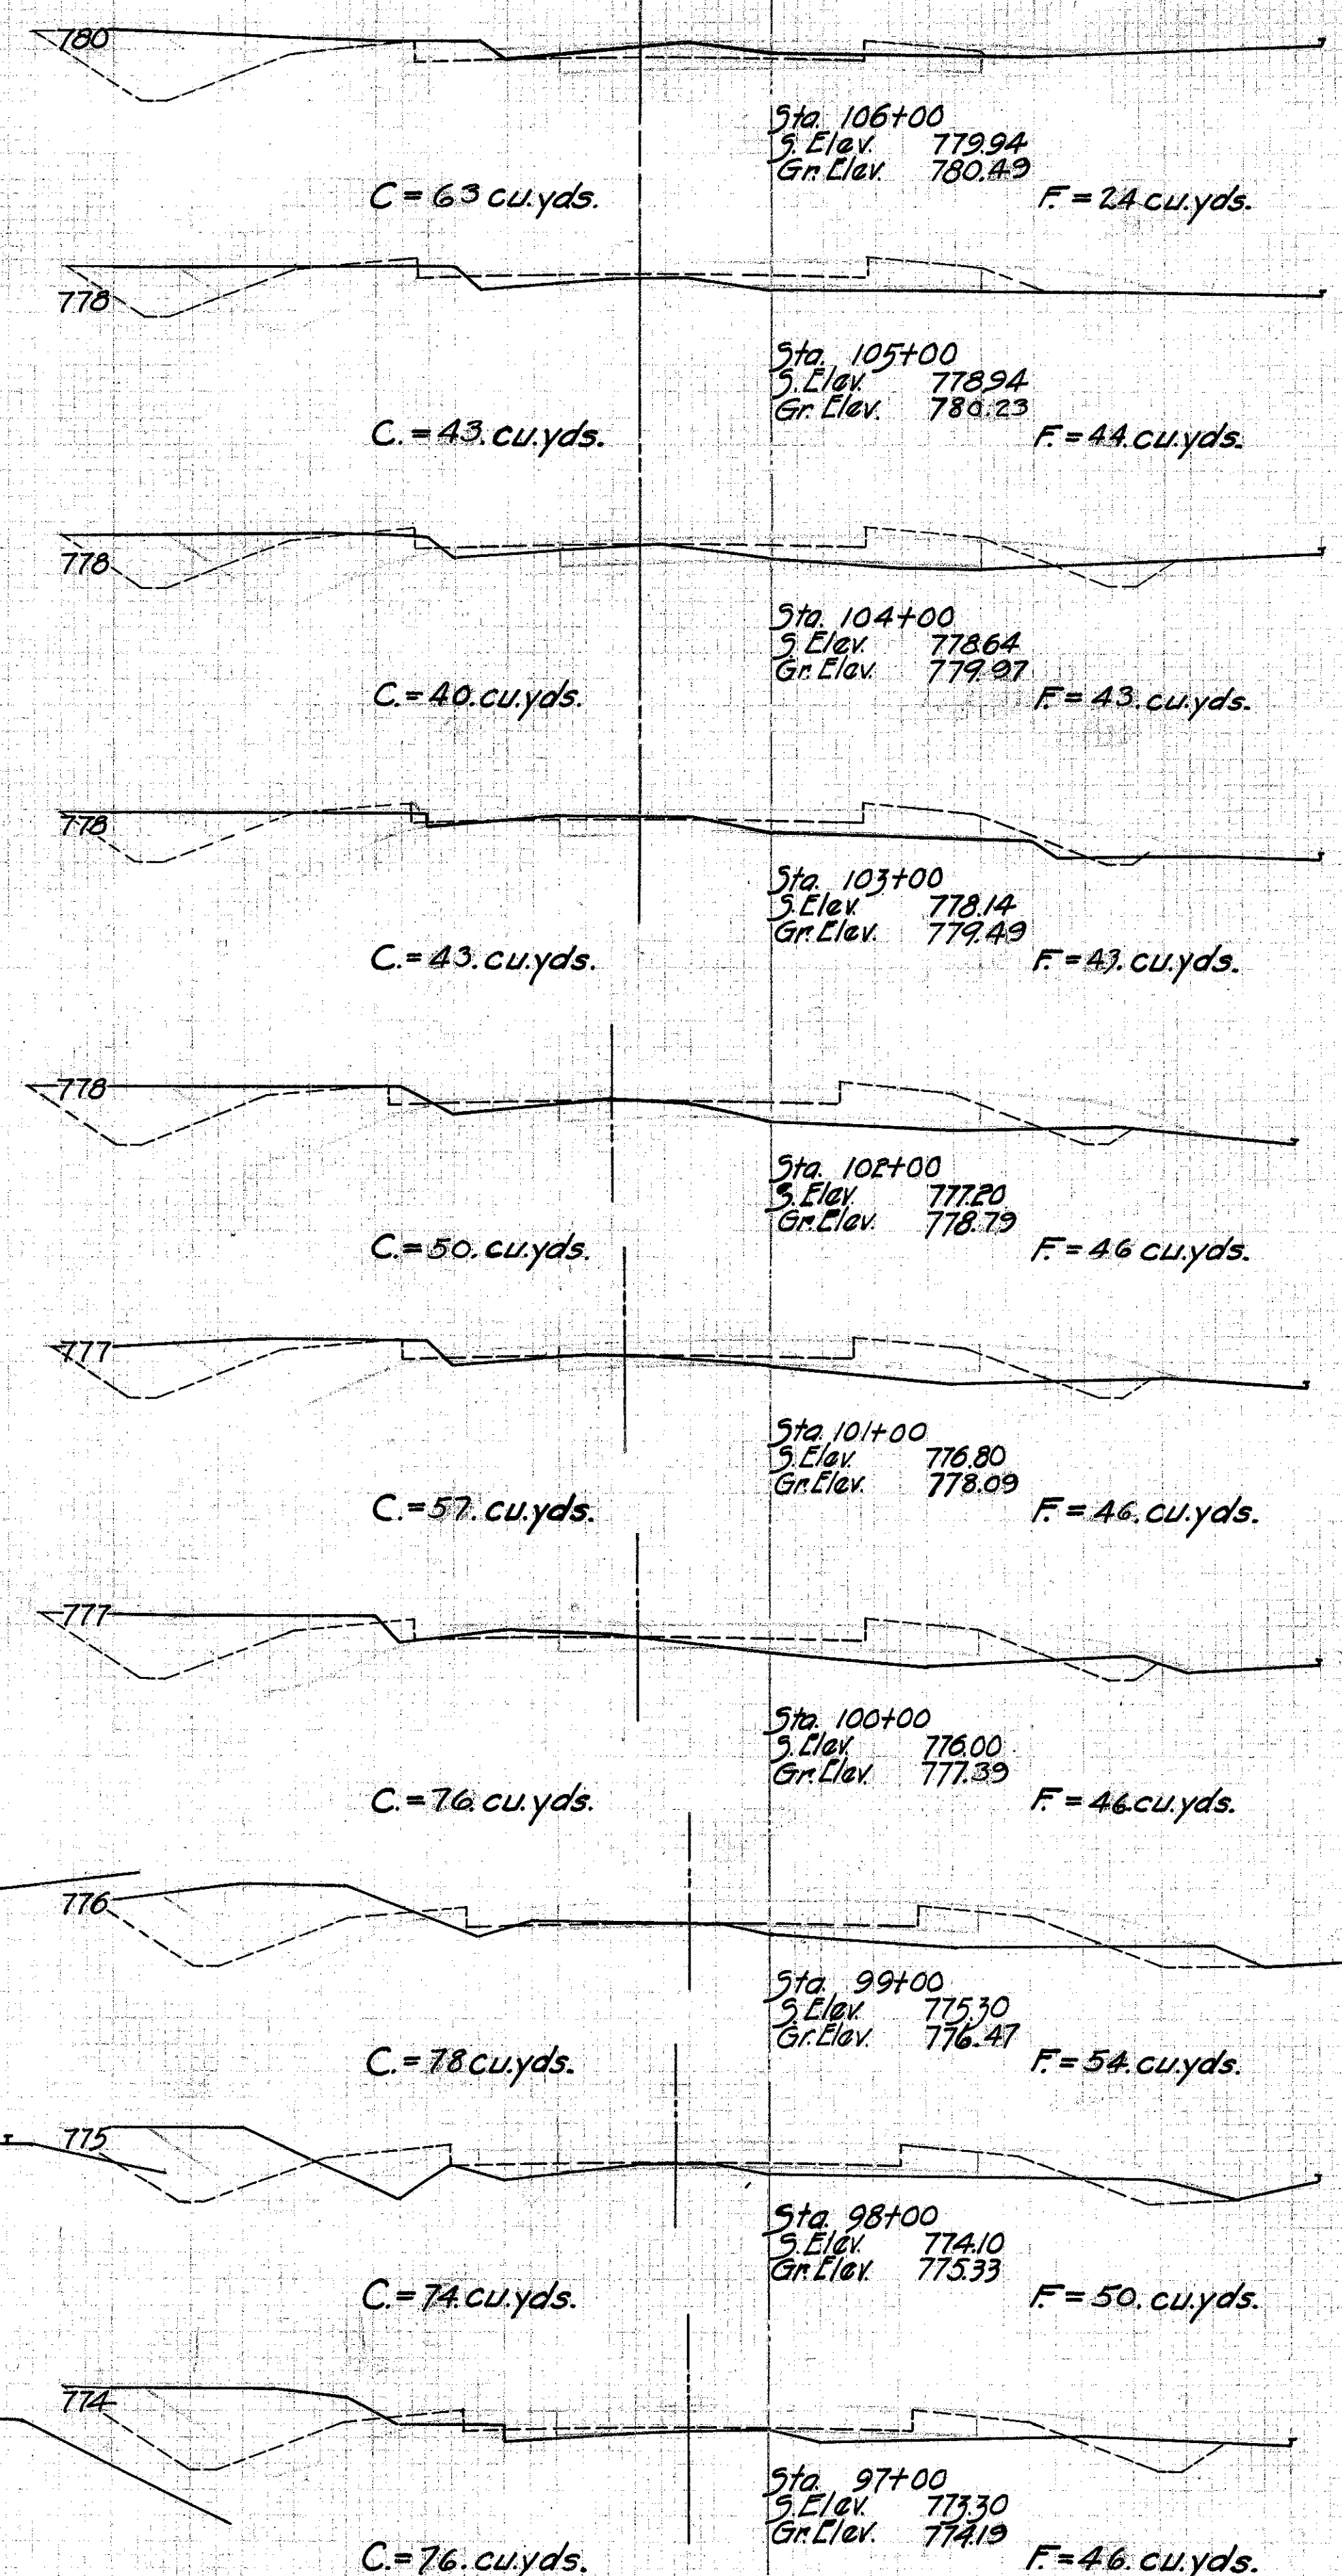 780
Sta. 106+00
S. Elev. 779.94
Gr. Elev. 780.49
C = 63 cu.yds.
F. = 24 cu.yds.
778
Sta. 105+00
S. Elev. 778.94
Gr. Elev. 780.23
C. = 43. cu.yds.
F. = 44. cu.yds.
778
Sta. 104+00
S. Elev. 778.64
Gr. Elev. 779.97
C. = 40. cu.yds.
F. = 43. cu.yds.
778
Sta. 103+00
S. Elev. 778.14
Gr. Elev. 779.49
C. = 43. cu.yds.
F. = 43. cu.yds.
778
Sta. 102+00
S. Elev. 777.20
Gr. Elev. 778.79
C. = 50. cu.yds.
F. = 46 cu.yds.
777
Sta. 101+00
S. Elev. 776.80
Gr. Elev. 778.09
C. = 57. cu.yds.
F. = 46. cu.yds.
777
Sta. 100+00
S. Elev. 776.00
Gr. Elev. 777.39
C. = 76. cu.yds.
F. = 46. cu.yds.
776
Sta. 99+00
S. Elev. 775.30
Gr. Elev. 776.47
C. = 78 cu.yds.
F. = 54. cu.yds.
775
Sta. 98+00
S. Elev. 774.10
Gr. Elev. 775.33
C. = 74. cu.yds.
F. = 50. cu.yds.
774
Sta. 97+00
S. Elev. 773.30
Gr. Elev. 774.19
C. = 76. cu.yds.
F. = 46. cu.yds.